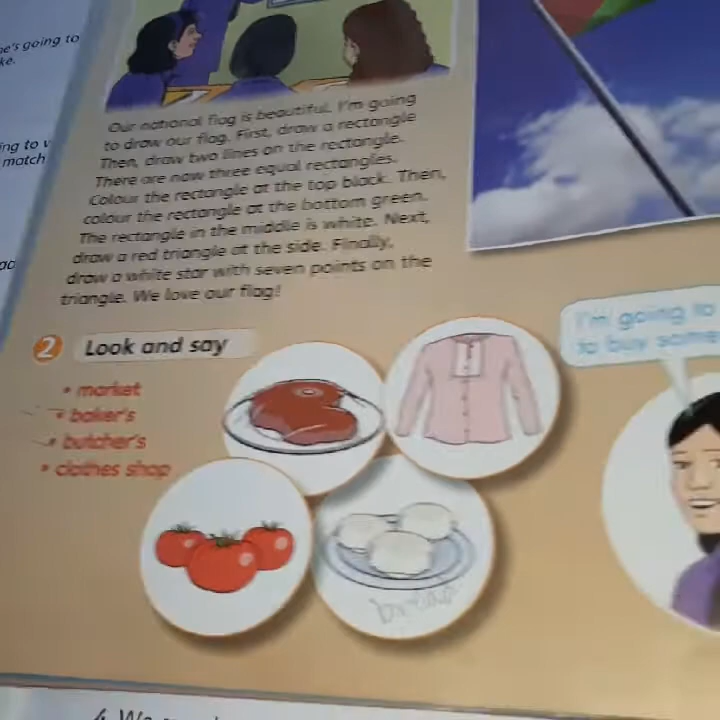 e's going to
ke.
ing to
match
Our national flag is beautiful. I'm going
to draw our flag. First, draw a rectangle
Then, draw two lines on the rectangle.
There are now three equal rectangles.
Colour the rectangle at the top black. Then,
colour the rectangle at the bottom green.
The rectangle in the middle is white. Next,
draw a red triangle at the side. Finally,
draw a white star with seven points on the
triangle. We love our flag!
2 Look and say
• market
• baker's
• butcher's
• clothes shop
I'm going to
to buy some